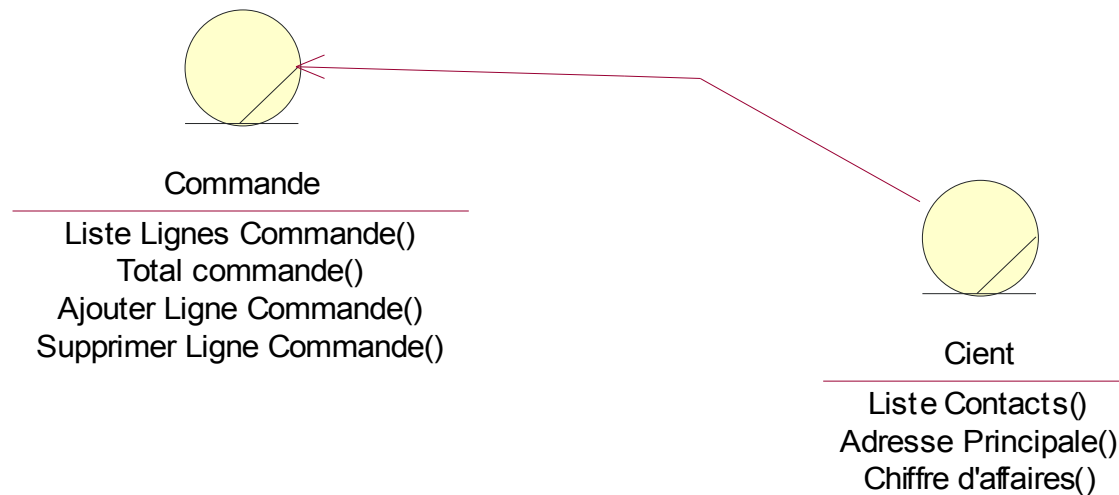 Commande
Liste Lignes Commande()
Total commande()
Ajouter Ligne Commande()
Supprimer Ligne Commande()
Cient
Liste Contacts()
Adresse Principale()
Chiffre d'affaires()